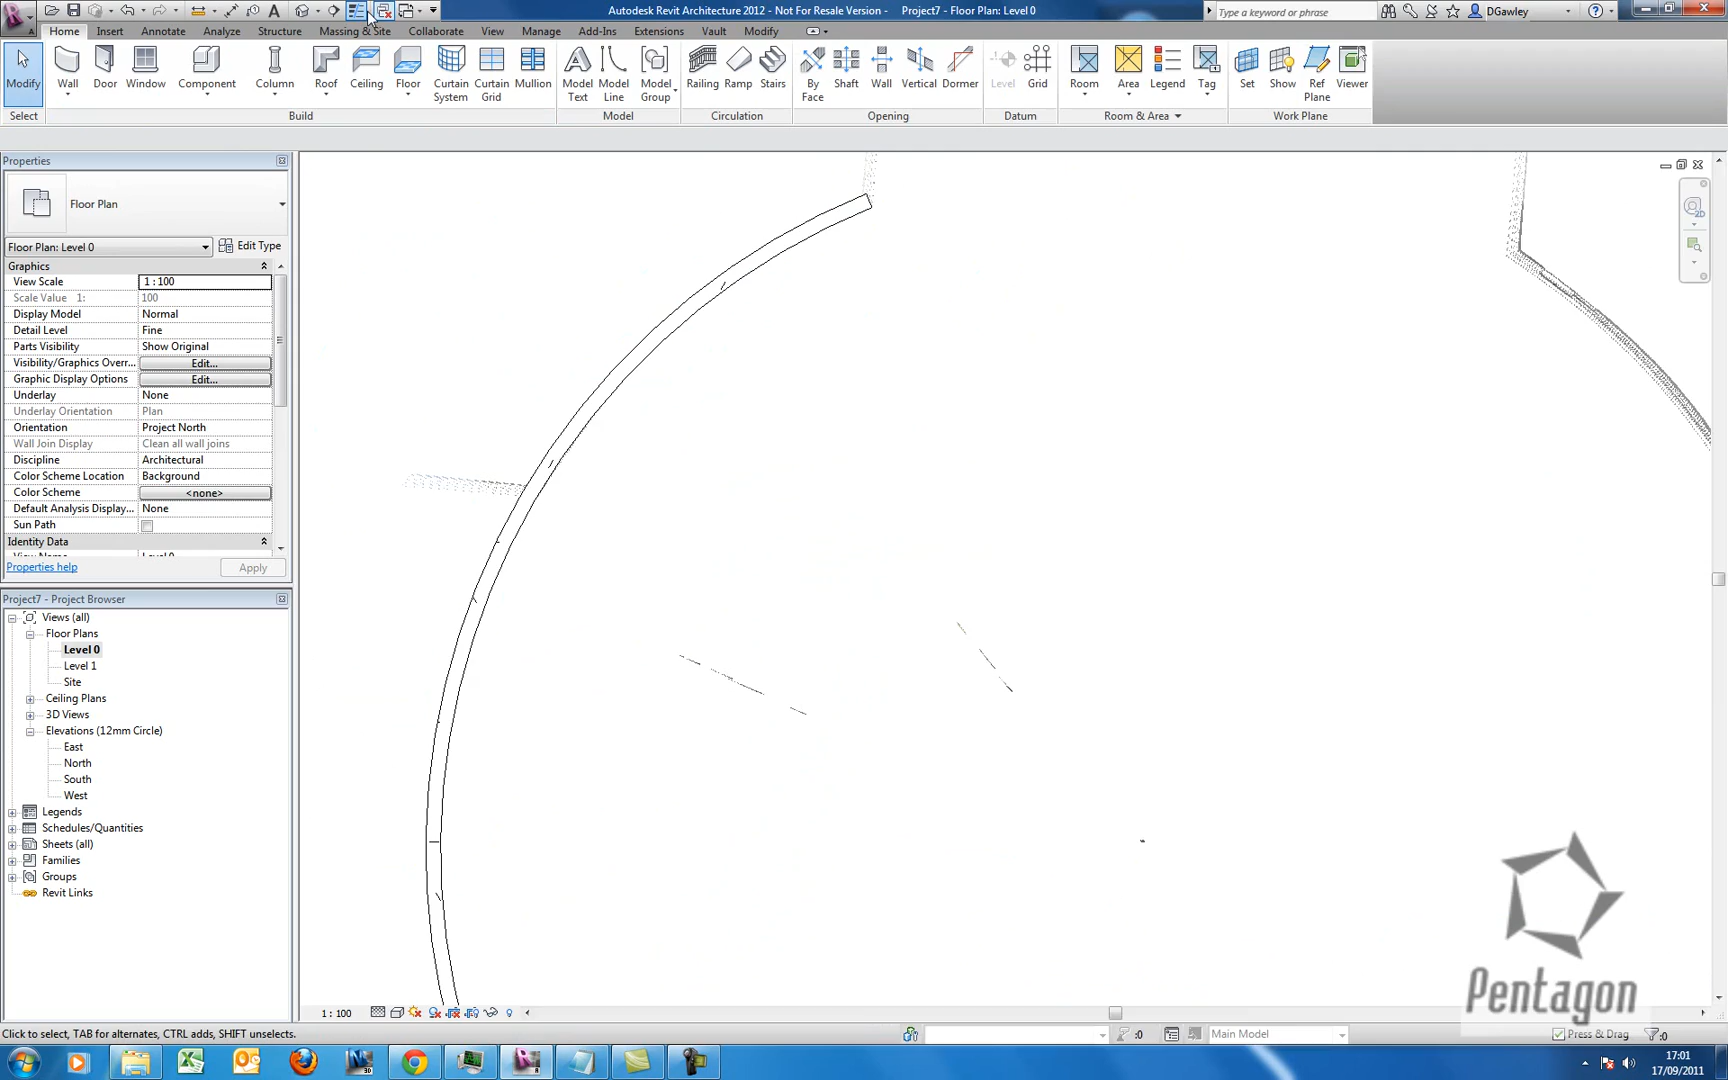 Autodesk Revit Architecture 2012 - Not For Resale Version - Project7 - Floor Plan: Level 0
Type a keyword or phrase
DGawley
Home Insert Annotate Analyze Structure Massing & Site Collaborate View Manage Add-Ins Extensions Vault Modify
Modify Wall Door Window Component Column Roof Ceiling Floor Curtain System Curtain Grid Mullion Model Text Model Line Model Group Railing Ramp Stairs By Face Shaft Wall Vertical Dormer Level Grid Room Area Legend Tag Set Show Ref Plane Viewer
Select Build Model Circulation Opening Datum Room & Area Work Plane
Properties
Floor Plan
Floor Plan: Level 0 Edit Type
Graphics
View Scale 1 : 100
Scale Value 1: 100
Display Model Normal
Detail Level Fine
Parts Visibility Show Original
Visibility/Graphics Overr... Edit...
Graphic Display Options Edit...
Underlay None
Underlay Orientation Plan
Orientation Project North
Wall Join Display Clean all wall joins
Discipline Architectural
Color Scheme Location Background
Color Scheme <none>
Default Analysis Display... None
Sun Path
Identity Data
Properties help Apply
Project7 - Project Browser
Views (all)
Floor Plans
Level 0
Level 1
Site
Ceiling Plans
3D Views
Elevations (12mm Circle)
East
North
South
West
Legends
Schedules/Quantities
Sheets (all)
Families
Groups
Revit Links
Pentagon
1 : 100
Click to select, TAB for alternates, CTRL adds, SHIFT unselects.
:0 Main Model Press & Drag :0
17:01
17/09/2011